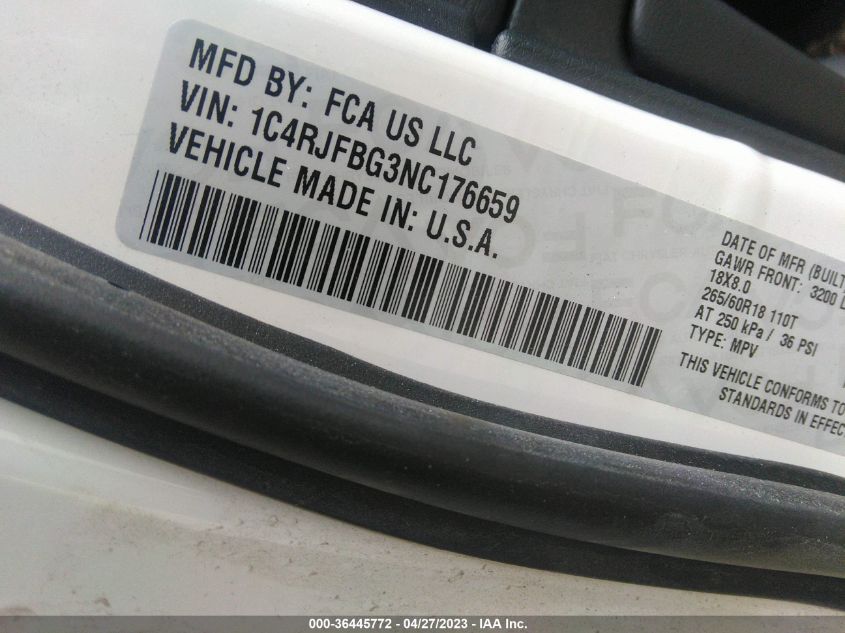 MFD BY: FCA US LLC
VIN: 1C4RJFBG3NC176659
VEHICLE MADE IN: U.S.A.
DATE OF MFR (BUILT
GAWR FRONT: 3200 L
18X8.0
265/60R18 110T
AT 250 kPa / 36 PSI
TYPE: MPV
THIS VEHICLE CONFORMS TO
STANDARDS IN EFFEC
000-36445772 - 04/27/2023 - IAA Inc.